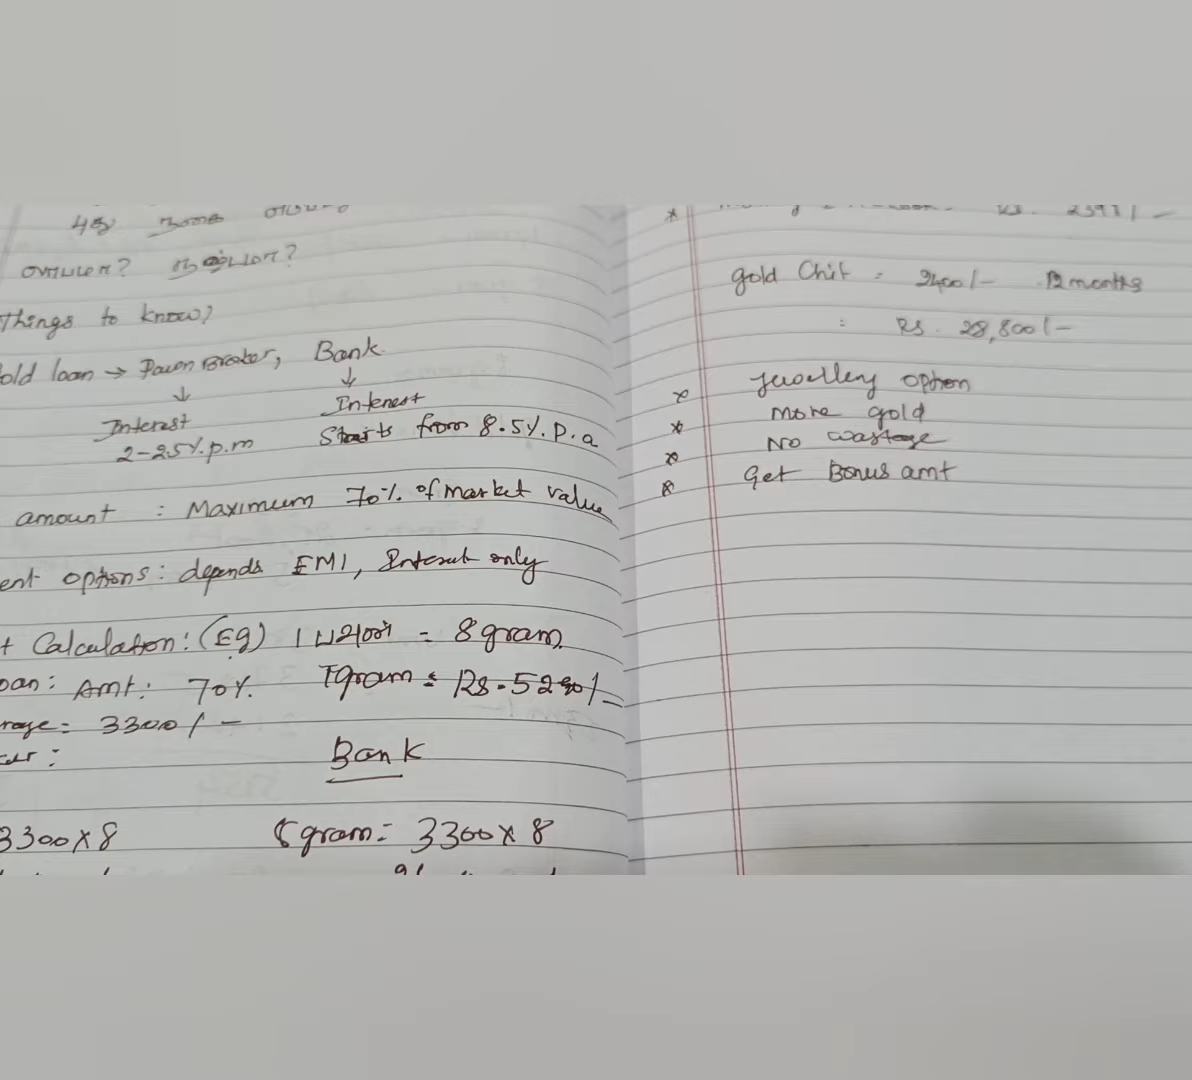 things to know?
old loan → Pawn Broker, Bank
↓ ↓
Interest Interest
2-2.5%.p.m Starts from 8.5%.p.a
amount : Maximum 70% of market value
ent options: depends EMI, Interest only
t Calculation: (Eg) 1 பவுன் = 8 gram
oan: Amt: 70%. 1gram = Rs.
rage = 3300/-
Bank
3300 x 8 8 gram = 3300 x 8
gold Chit : 2400/- 12 months
: Rs. 28,800/-
* Jewellery option
* More gold
* No wastage
* Get Bonus amt